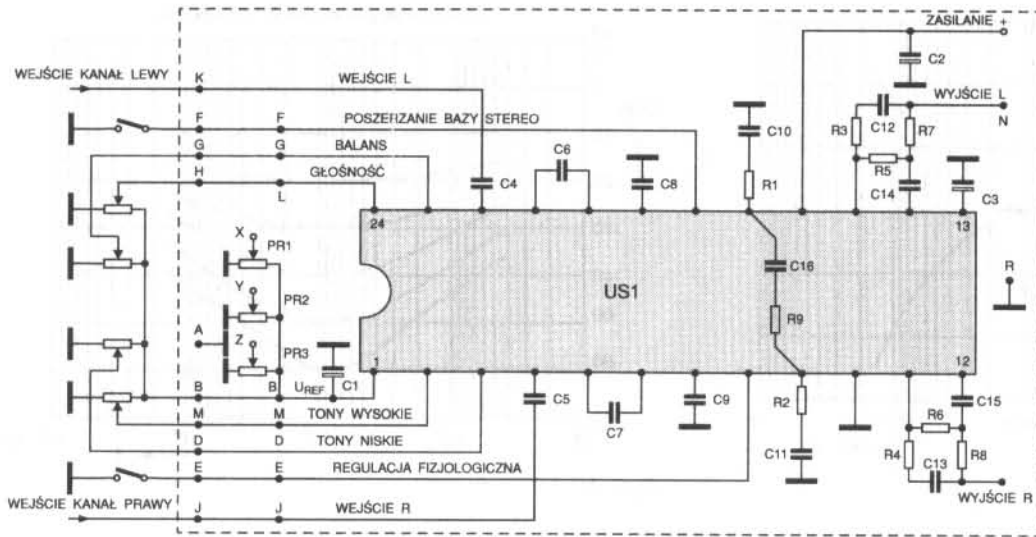 ZASILANIE +
C2
WEJŚCIE KANAŁ LEWY
K
WEJŚCIE L
WYJŚCIE L
N
C12
R3
R7
R5
C14
C3
F
F
POSZEFIZANIE BAZY STEREO
G
G
BALANS
H
GŁOŚNOŚĆ
L
C4
C6
C8
C10
R1
24
13
X
PR1
C16
R
Y
PR2
US1
A
Z
R9
PR3
1
12
B
B
UREF
C1
C5
C9
R2
C15
M
M
TONY WYSOKIE
C7
R6
D
D
TONY NISKIE
C11
R4
R8
E
E
REGULACJA FIZJOLOGICZNA
C13
WEJŚCIE KANAŁ PRAWY
J
J
WEJŚCIE R
WYJŚCIE R